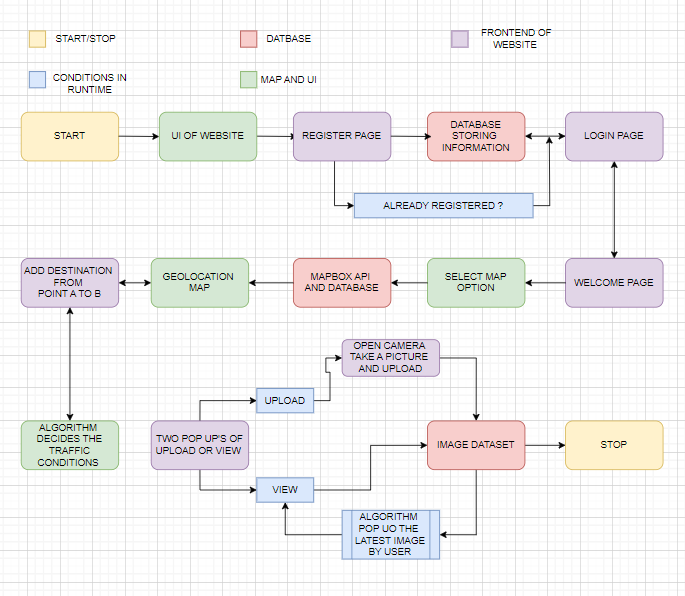 START/STOP
DATBASE
FRONTEND OF
WEBSITE
CONDITIONS IN
RUNTIME
MAP AND UI
START
UI OF WEBSITE
REGISTER PAGE
DATABASE
STORING
INFORMATION
LOGIN PAGE
ALREADY REGISTERED ?
ADD DESTINATION
FROM
POINT A TO B
GEOLOCATION
MAP
MAPBOX API
AND DATABASE
SELECT MAP
OPTION
WELCOME PAGE
OPEN CAMERA
TAKE A PICTURE
AND UPLOAD
UPLOAD
ALGORITHM
DECIDES THE
TRAFFIC
CONDITIONS
TWO POP UP'S OF
UPLOAD OR VIEW
IMAGE DATASET
STOP
VIEW
ALGORITHM
POP UO THE
LATEST IMAGE
BY USER